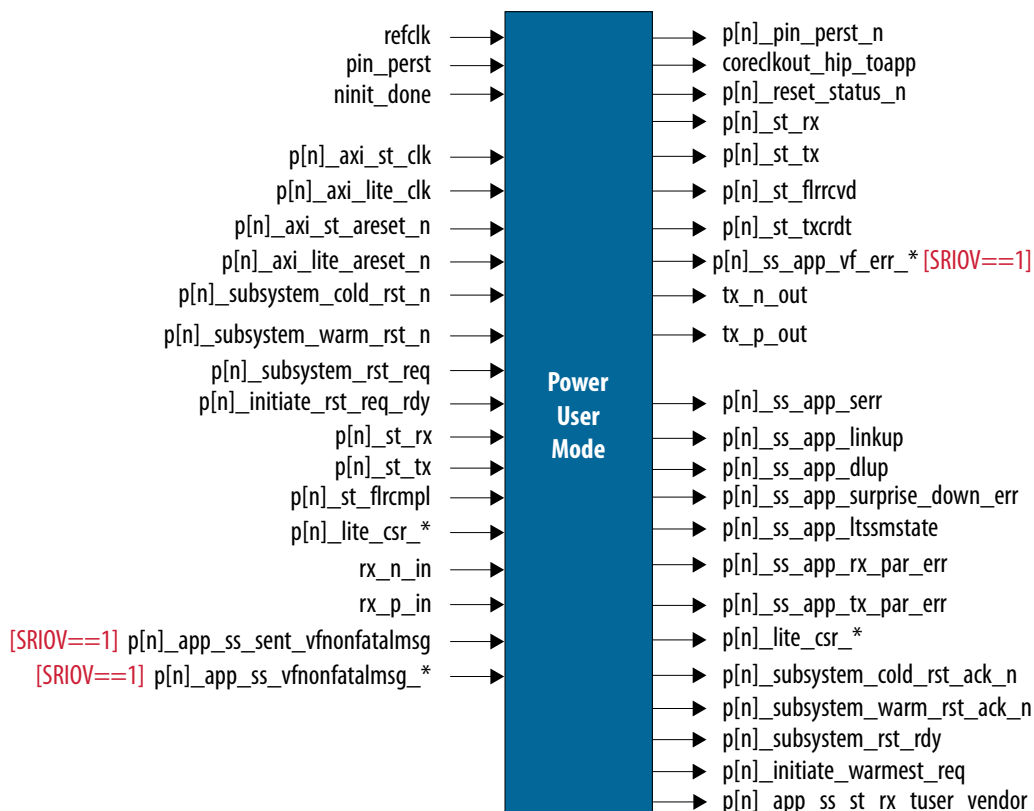 refclk
pin_perst
ninit_done
p[n]_axi_st_clk
p[n]_axi_lite_clk
p[n]_axi_st_areset_n
p[n]_axi_lite_areset_n
p[n]_subsystem_cold_rst_n
p[n]_subsystem_warm_rst_n
p[n]_subsystem_rst_req
p[n]_initiate_rst_req_rdy
p[n]_st_rx
p[n]_st_tx
p[n]_st_flrcmpl
p[n]_lite_csr_*
rx_n_in
rx_p_in
[SRIOV==1] p[n]_app_ss_sent_vfnonfatalmsg
[SRIOV==1] p[n]_app_ss_vfnonfatalmsg_*
Power
User
Mode
p[n]_pin_perst_n
coreclkout_hip_toapp
p[n]_reset_status_n
p[n]_st_rx
p[n]_st_tx
p[n]_st_flrrcvd
p[n]_st_txcrdt
p[n]_ss_app_vf_err_* [SRIOV==1]
tx_n_out
tx_p_out
p[n]_ss_app_serr
p[n]_ss_app_linkup
p[n]_ss_app_dlup
p[n]_ss_app_surprise_down_err
p[n]_ss_app_ltssmstate
p[n]_ss_app_rx_par_err
p[n]_ss_app_tx_par_err
p[n]_lite_csr_*
p[n]_subsystem_cold_rst_ack_n
p[n]_subsystem_warm_rst_ack_n
p[n]_subsystem_rst_rdy
p[n]_initiate_warmest_req
p[n]_app_ss_st_rx_tuser_vendor